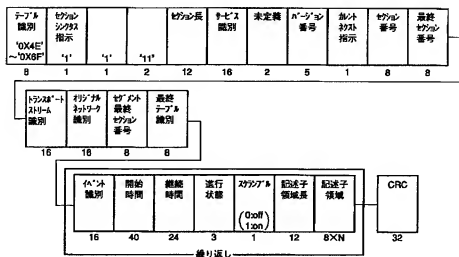 テーブル識別 '0X4E'～'0X6F'
セクションシンタクス指示 '1'
'1'
'11'
セクション長
サービス識別
未定義
バージョン番号
カレントネクスト指示
セクション番号
最終セクション番号
8 1 1 2 12 16 2 5 1 8 8
トランスポートストリーム識別
オリジナルネットワーク識別
セグメント最終セクション番号
最終テーブル識別
16 16 8 8
イベント識別
開始時間
継続時間
進行状態
スクランブル (0:off 1:on)
記述子領域長
記述子領域
CRC
16 40 24 3 1 12 8×N 32
繰り返し